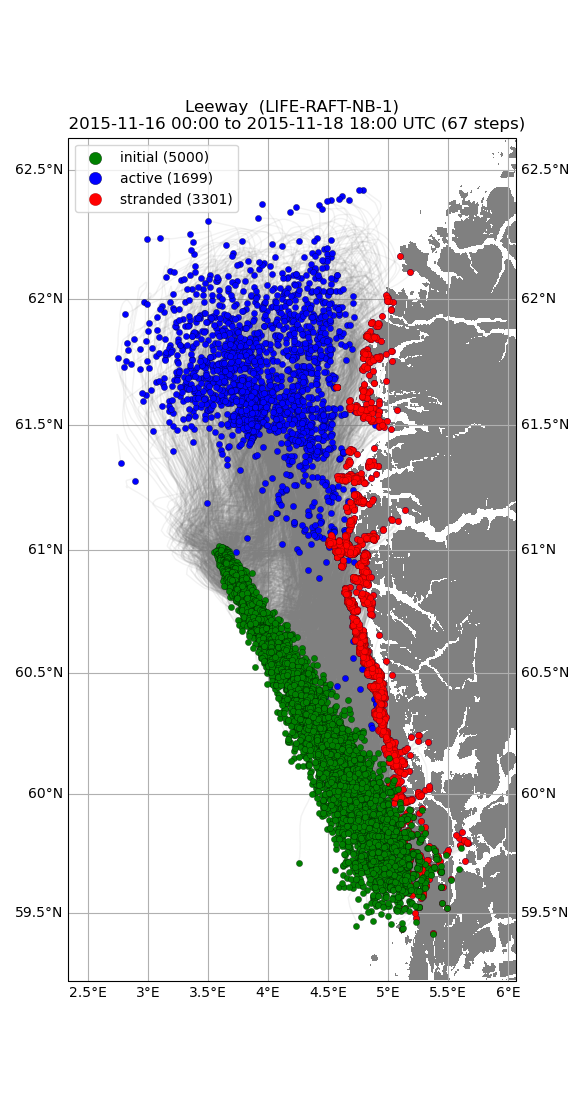 Leeway  (LIFE-RAFT-NB-1)
2015-11-16 00:00 to 2015-11-18 18:00 UTC (67 steps)
initial (5000)
active (1699)
stranded (3301)
62.5°N 62.5°N
62°N 62°N
61.5°N 61.5°N
61°N 61°N
60.5°N 60.5°N
60°N 60°N
59.5°N 59.5°N
2.5°E 3°E 3.5°E 4°E 4.5°E 5°E 5.5°E 6°E